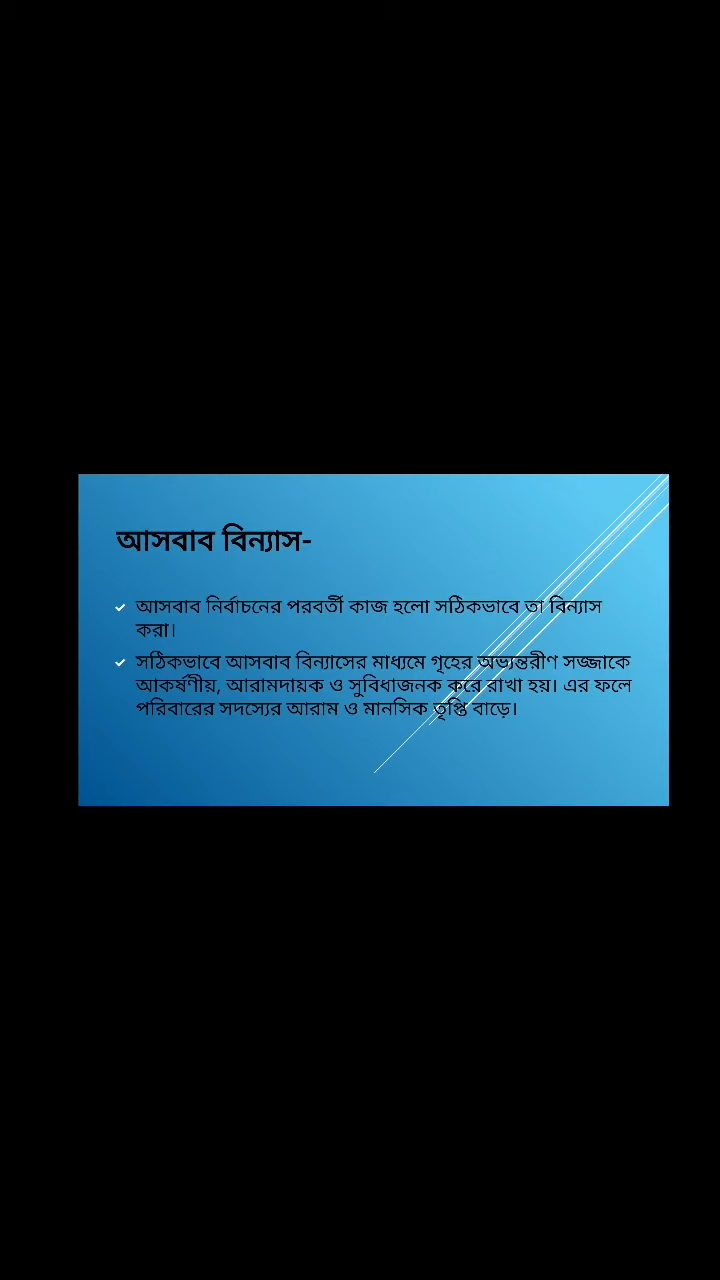 আসবাব বিন্যাস-
আসবাব নির্বাচনের পরবর্তী কাজ হলো সঠিকভাবে তা বিন্যাস
করা।
সঠিকভাবে আসবাব বিন্যাসের মাধ্যমে গৃহের অভ্যন্তরীণ সজ্জাকে
আকর্ষণীয়, আরামদায়ক ও সুবিধাজনক করে রাখা হয়। এর ফলে
পরিবারের সদস্যের আরাম ও মানসিক তৃপ্তি বাড়ে।